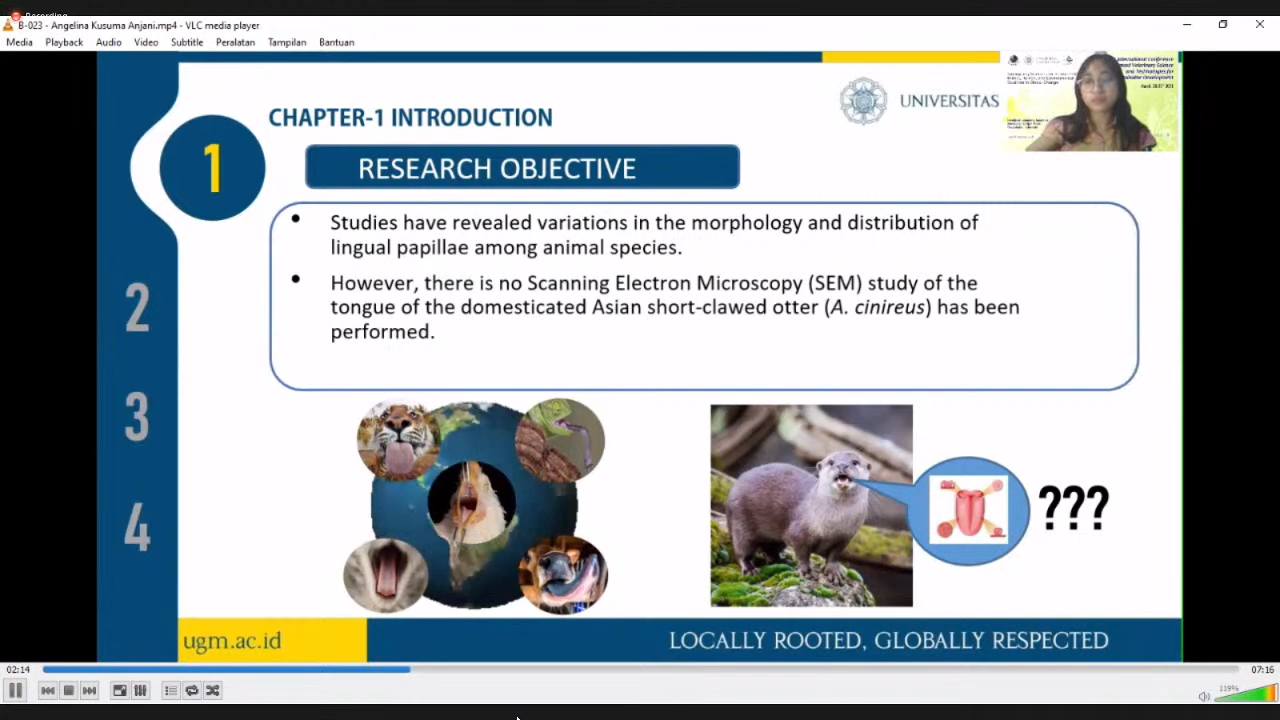 Recording
B-023 - Angelina Kusuma Anjani.mp4 - VLC media player
Media Playback Audio Video Subtitle Peralatan Tampilan Bantuan
CHAPTER-1 INTRODUCTION
UNIVERSITAS
1
RESEARCH OBJECTIVE
• Studies have revealed variations in the morphology and distribution of
lingual papillae among animal species.
• However, there is no Scanning Electron Microscopy (SEM) study of the
tongue of the domesticated Asian short-clawed otter (A. cinireus) has been
performed.
2
3
4
???
ugm.ac.id
LOCALLY ROOTED, GLOBALLY RESPECTED
02:14
07:16
119%